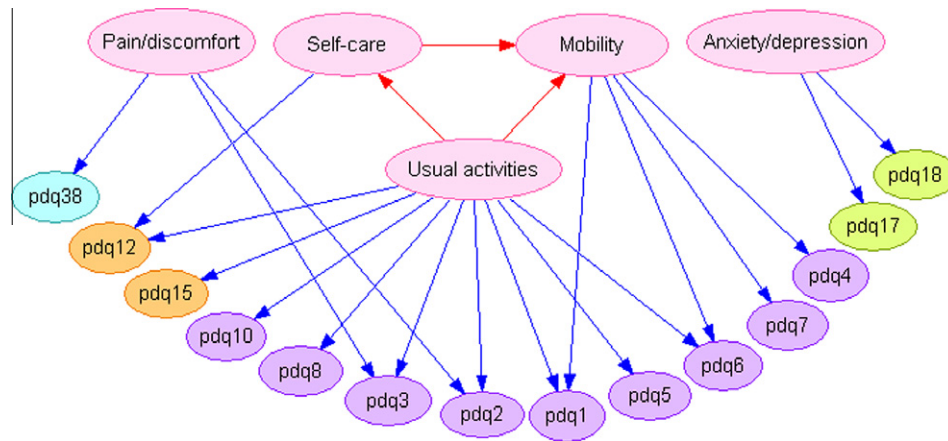 Pain/discomfort
Self-care
Mobility
Anxiety/depression
Usual activities
pdq38
pdq12
pdq15
pdq10
pdq8
pdq3
pdq2
pdq1
pdq5
pdq6
pdq7
pdq4
pdq17
pdq18